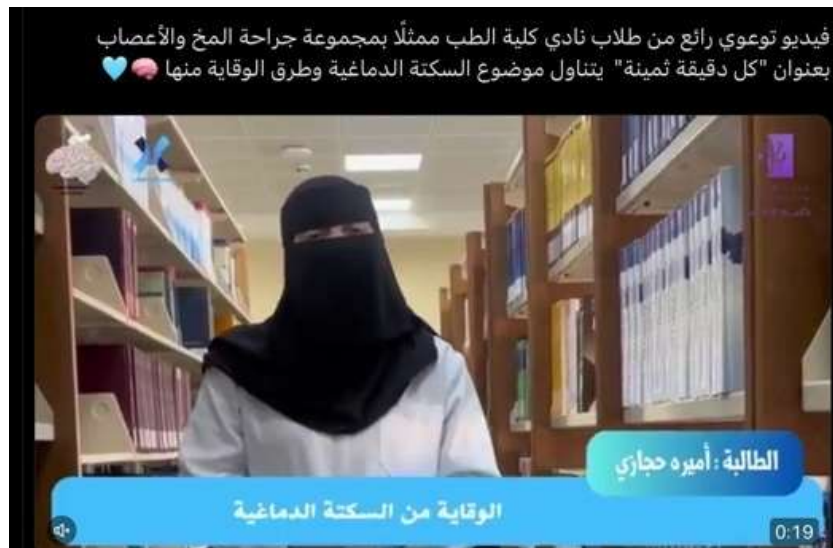 فيديو توعوي رائع من طلاب نادي كلية الطب ممثلًا بمجموعة جراحة المخ والأعصاب
بعنوان "كل دقيقة ثمينة" يتناول موضوع السكتة الدماغية وطرق الوقاية منها 🧠🩵
الطالبة : أميره حجازي
الوقاية من السكتة الدماغية
0:19